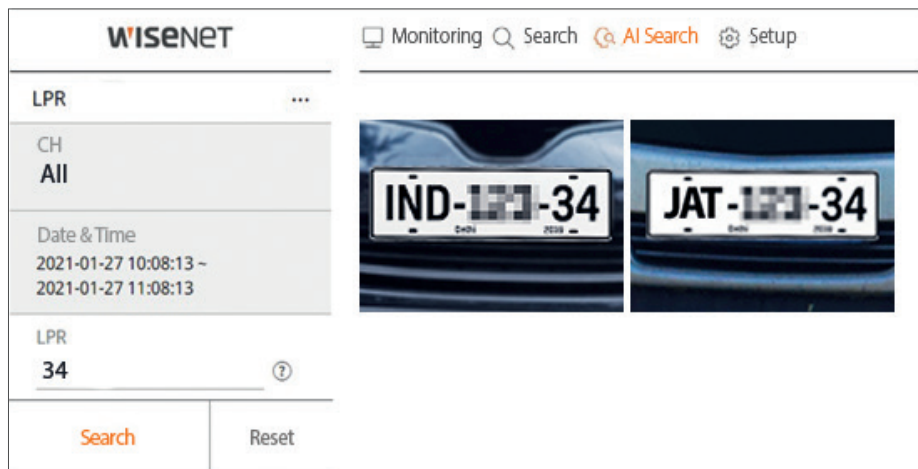 WISENET
Monitoring Search AI Search Setup
LPR ...
CH
All
Date & Time
2021-01-27 10:08:13 ~
2021-01-27 11:08:13
LPR
34 ?
Search Reset
IND- -34
JAT- -34